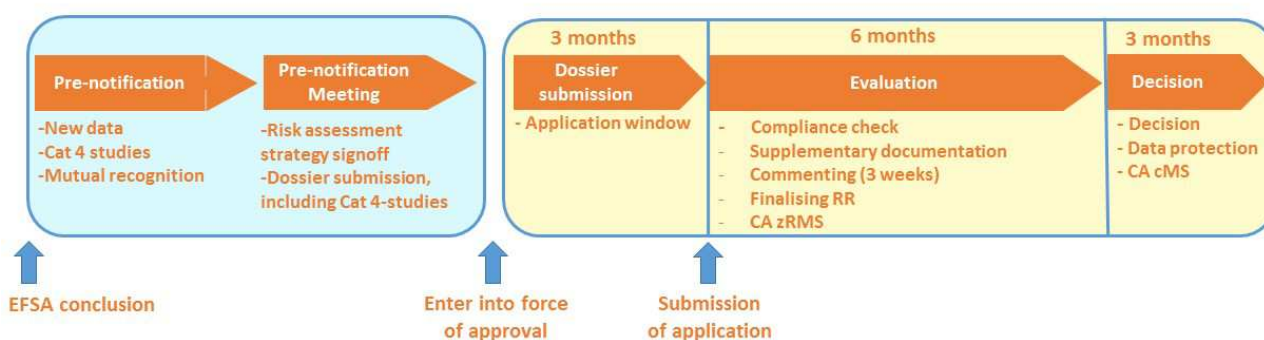 3 months
6 months
3 months
Pre-notification
Pre-notification
Meeting
Dossier
submission
Evaluation
Decision
-New data
-Cat 4 studies
-Mutual recognition
-Risk assessment
strategy signoff
-Dossier submission,
including Cat 4-studies
- Application window
- Compliance check
- Supplementary documentation
- Commenting (3 weeks)
- Finalising RR
- CA zRMS
- Decision
- Data protection
- CA cMS
EFSA conclusion
Enter into force
of approval
Submission
of application